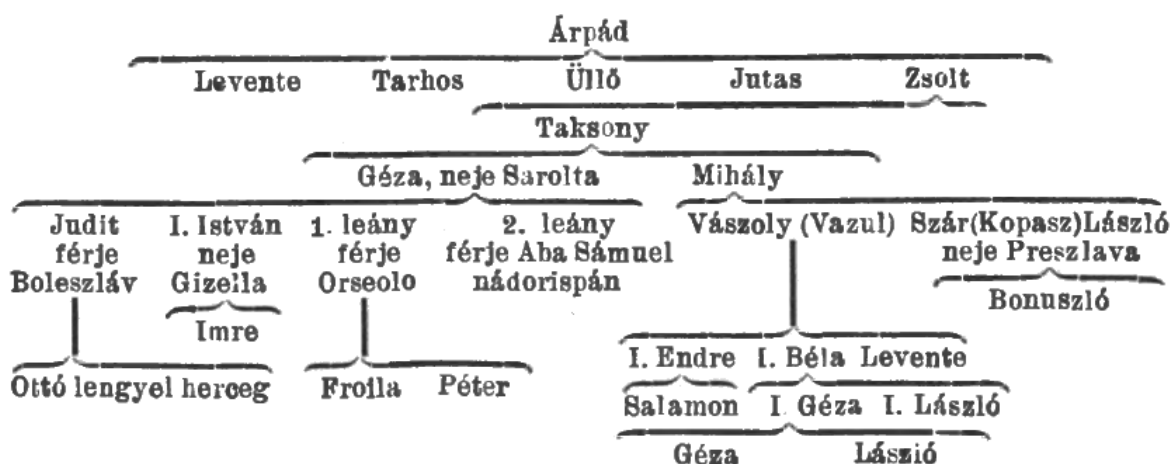 Árpád
Levente Tarhos Üllő Jutas Zsolt
Taksony
Géza, neje Sarolta Mihály
Judit I. István 1. leány 2. leány Vászoly (Vazul) Szár(Kopasz)László
férje neje férje férje Aba Sámuel neje Preszlava
Boleszláv Gizella Orseolo nádorispán Bonuszló
Imre
I. Endre I. Béla Levente
Ottó lengyel herceg Froila Péter
Salamon I. Géza I. László
Géza László